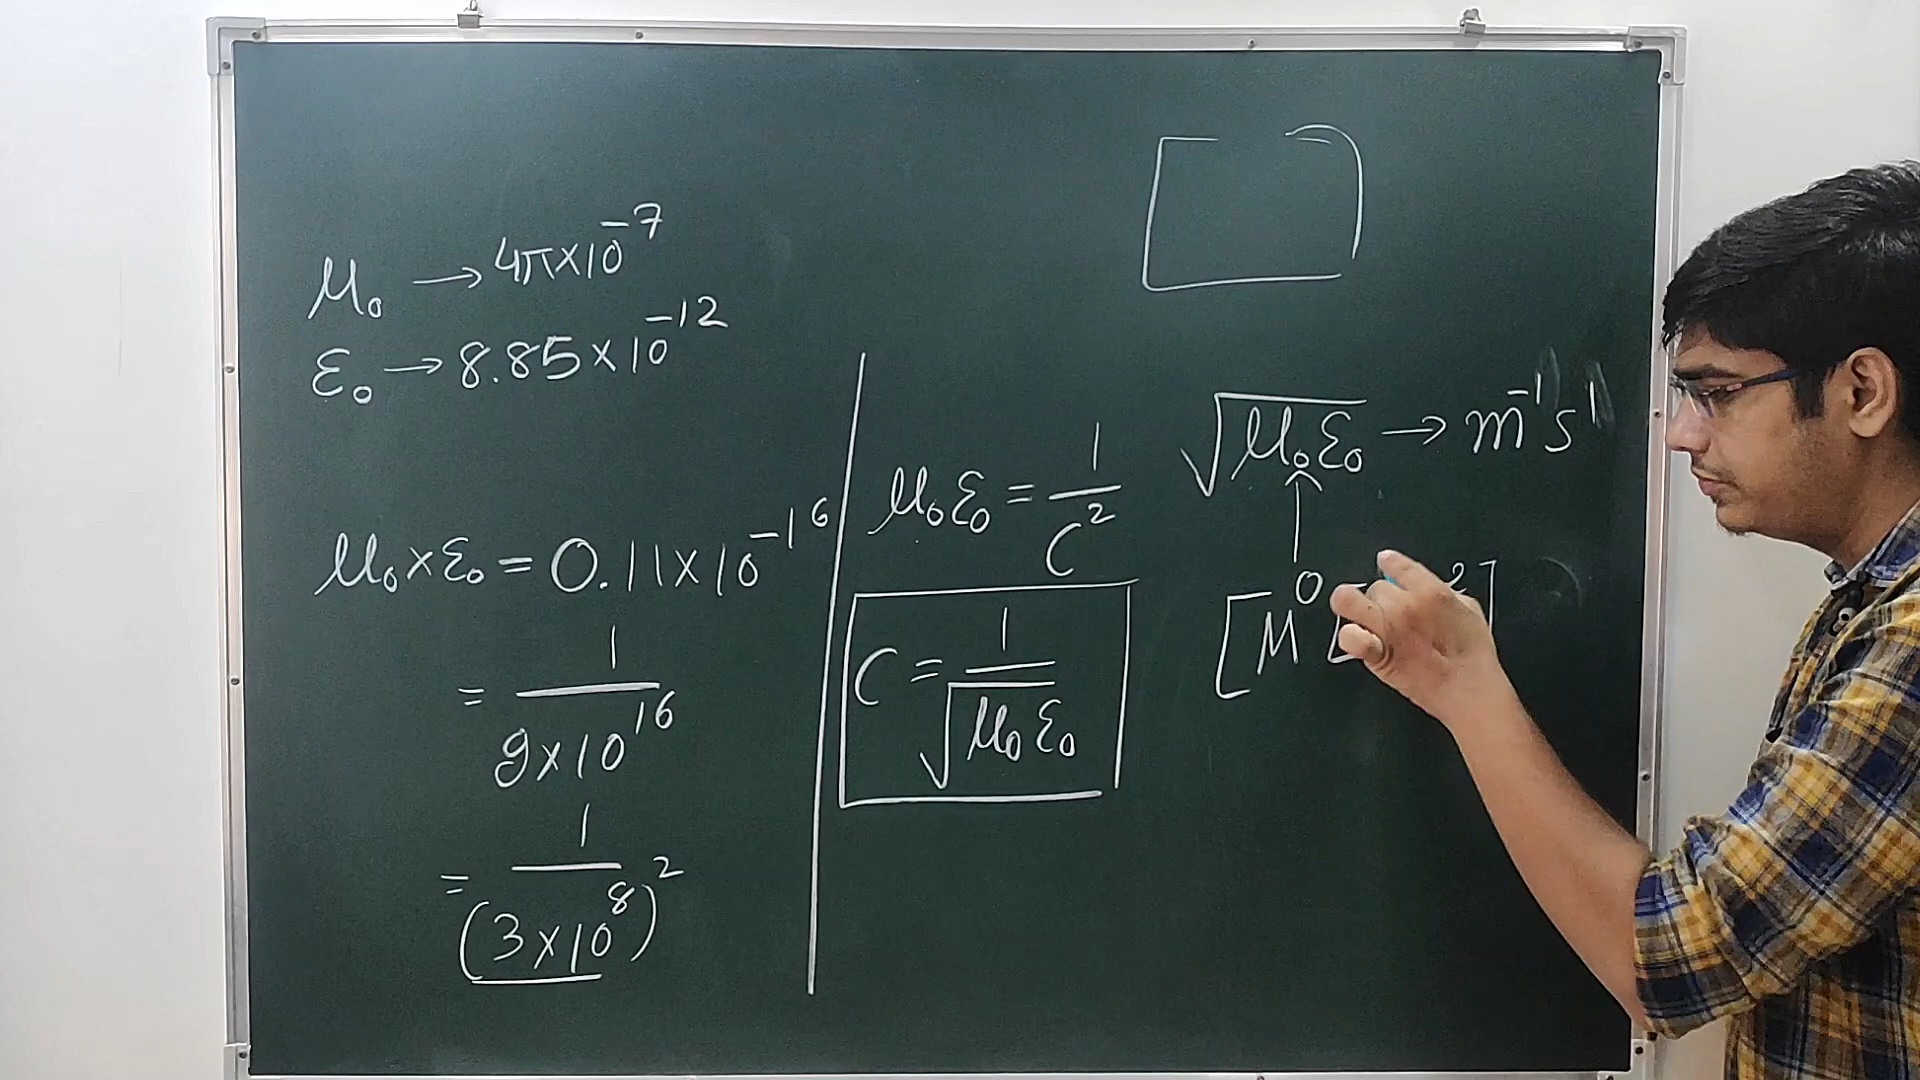 μ₀ → 4π×10⁻⁷
ε₀ → 8.85×10⁻¹²
μ₀×ε₀ = 0.11×10⁻¹⁶
= 1/9×10¹⁶
= 1/(3×10⁸)²
μ₀ε₀ = 1/C²
C = 1/√μ₀ε₀
√μ₀ε₀ → m⁻¹s¹
[M⁰ ]